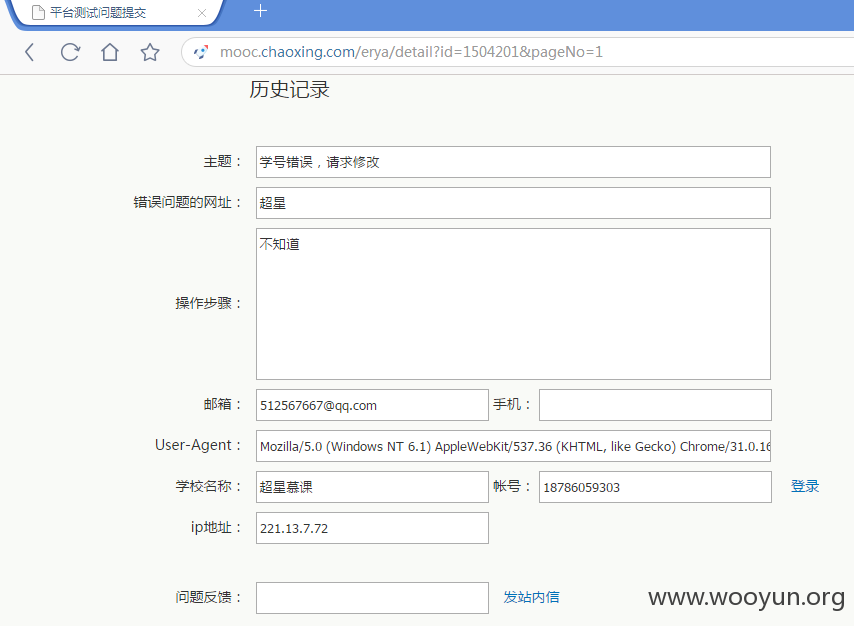 平台测试问题提交
mooc.chaoxing.com/erya/detail?id=1504201&pageNo=1
历史记录
主题： 学号错误，请求修改
错误问题的网址： 超星
不知道
操作步骤：
邮箱： 512567667@qq.com 手机：
User-Agent： Mozilla/5.0 (Windows NT 6.1) AppleWebKit/537.36 (KHTML, like Gecko) Chrome/31.0.16
学校名称： 超星慕课 帐号： 18786059303 登录
ip地址： 221.13.7.72
问题反馈： 发站内信
www.wooyun.org